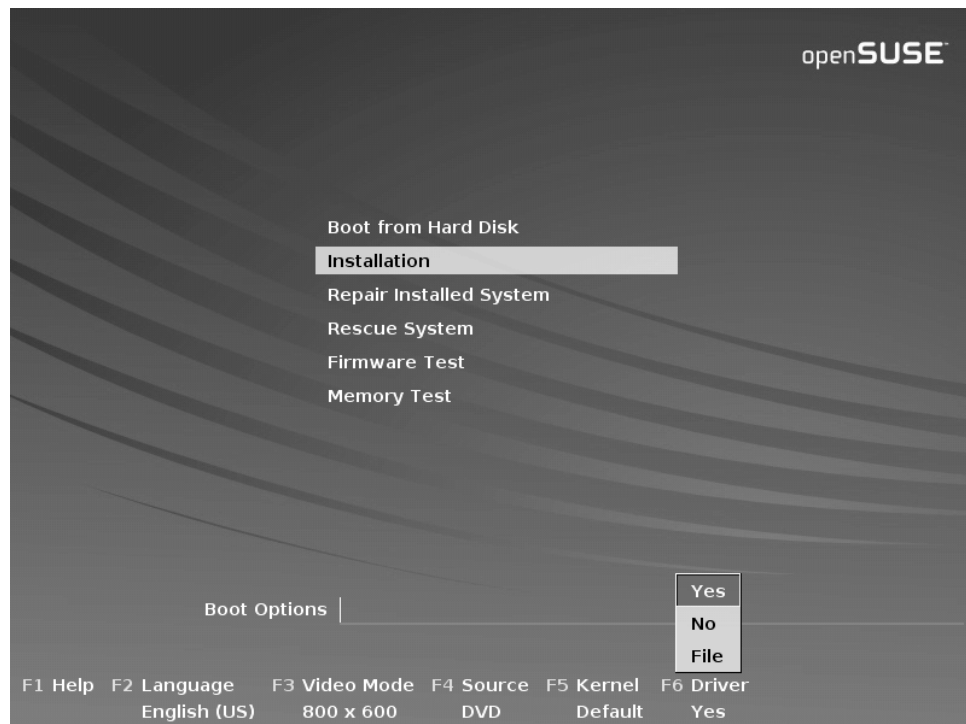 openSUSE
Boot from Hard Disk
Installation
Repair Installed System
Rescue System
Firmware Test
Memory Test
Boot Options
Yes
No
File
F1 Help F2 Language F3 Video Mode F4 Source F5 Kernel F6 Driver
English (US) 800 x 600 DVD Default Yes